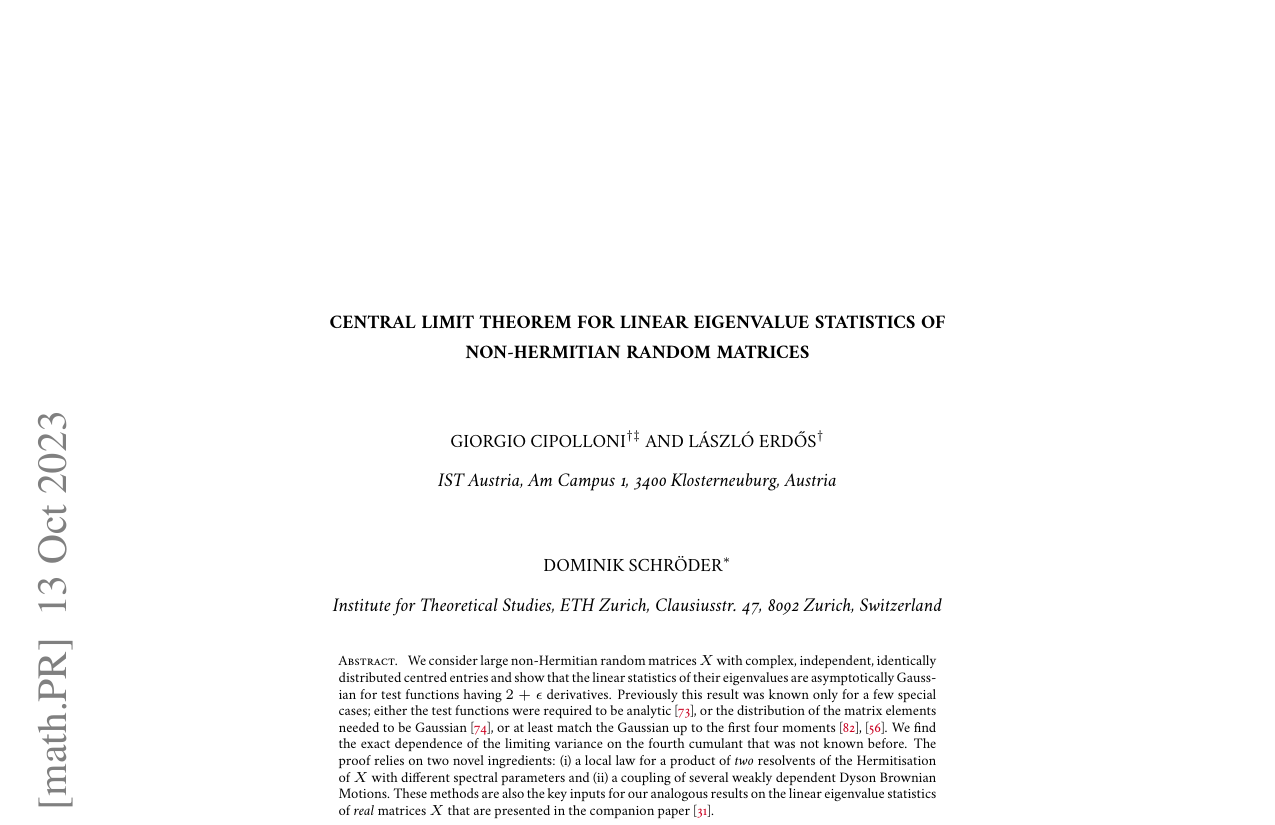 CENTRAL LIMIT THEOREM FOR LINEAR EIGENVALUE STATISTICS OF
NON-HERMITIAN RANDOM MATRICES
GIORGIO CIPOLLONI†‡ AND LÁSZLÓ ERDŐS†
IST Austria, Am Campus 1, 3400 Klosterneuburg, Austria
DOMINIK SCHRÖDER*
Institute for Theoretical Studies, ETH Zurich, Clausiusstr. 47, 8092 Zurich, Switzerland
Abstract. We consider large non-Hermitian random matrices X with complex, independent, identically
distributed centred entries and show that the linear statistics of their eigenvalues are asymptotically Gauss-
ian for test functions having 2 + ϵ derivatives. Previously this result was known only for a few special
cases; either the test functions were required to be analytic [73], or the distribution of the matrix elements
needed to be Gaussian [74], or at least match the Gaussian up to the first four moments [82], [56]. We find
the exact dependence of the limiting variance on the fourth cumulant that was not known before. The
proof relies on two novel ingredients: (i) a local law for a product of two resolvents of the Hermitisation
of X with different spectral parameters and (ii) a coupling of several weakly dependent Dyson Brownian
Motions. These methods are also the key inputs for our analogous results on the linear eigenvalue statistics
of real matrices X that are presented in the companion paper [31].
[math.PR] 13 Oct 2023